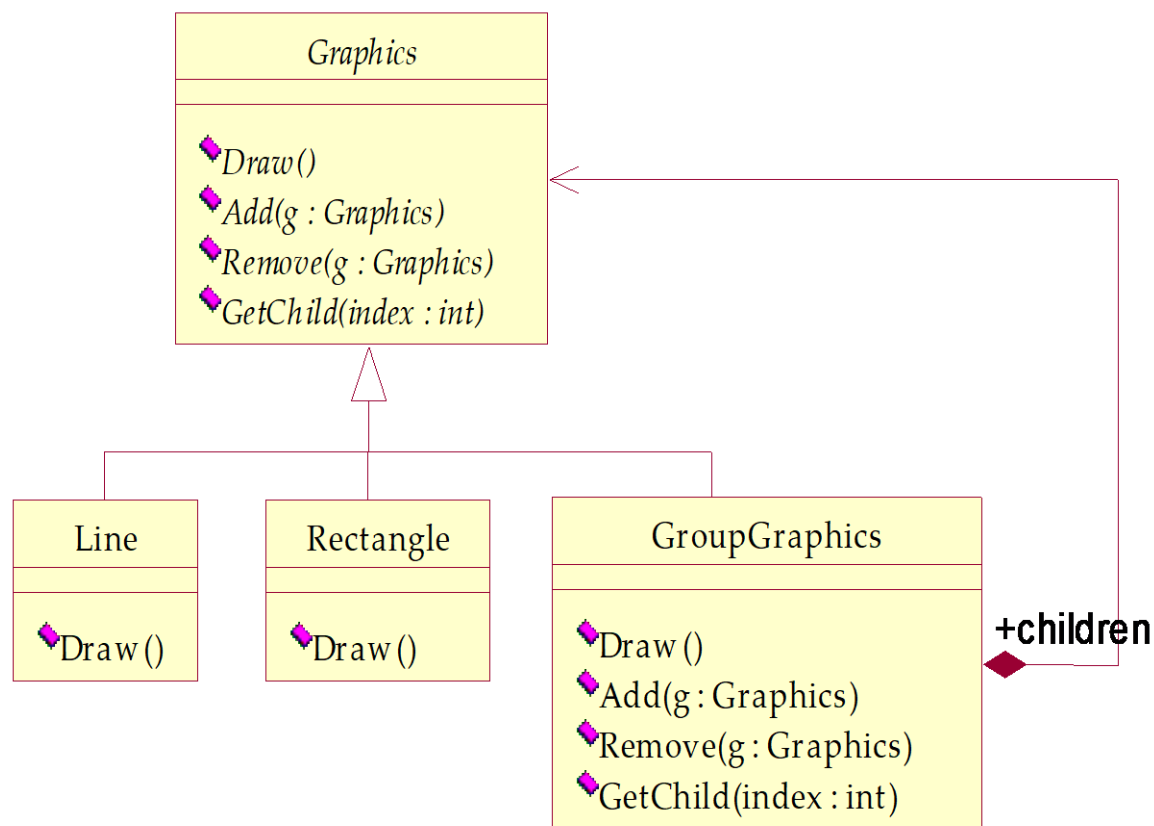 Graphics
Draw()
Add(g : Graphics)
Remove(g : Graphics)
GetChild(index : int)
Line
Draw()
Rectangle
Draw()
GroupGraphics
Draw()
Add(g : Graphics)
Remove(g : Graphics)
GetChild(index : int)
+children